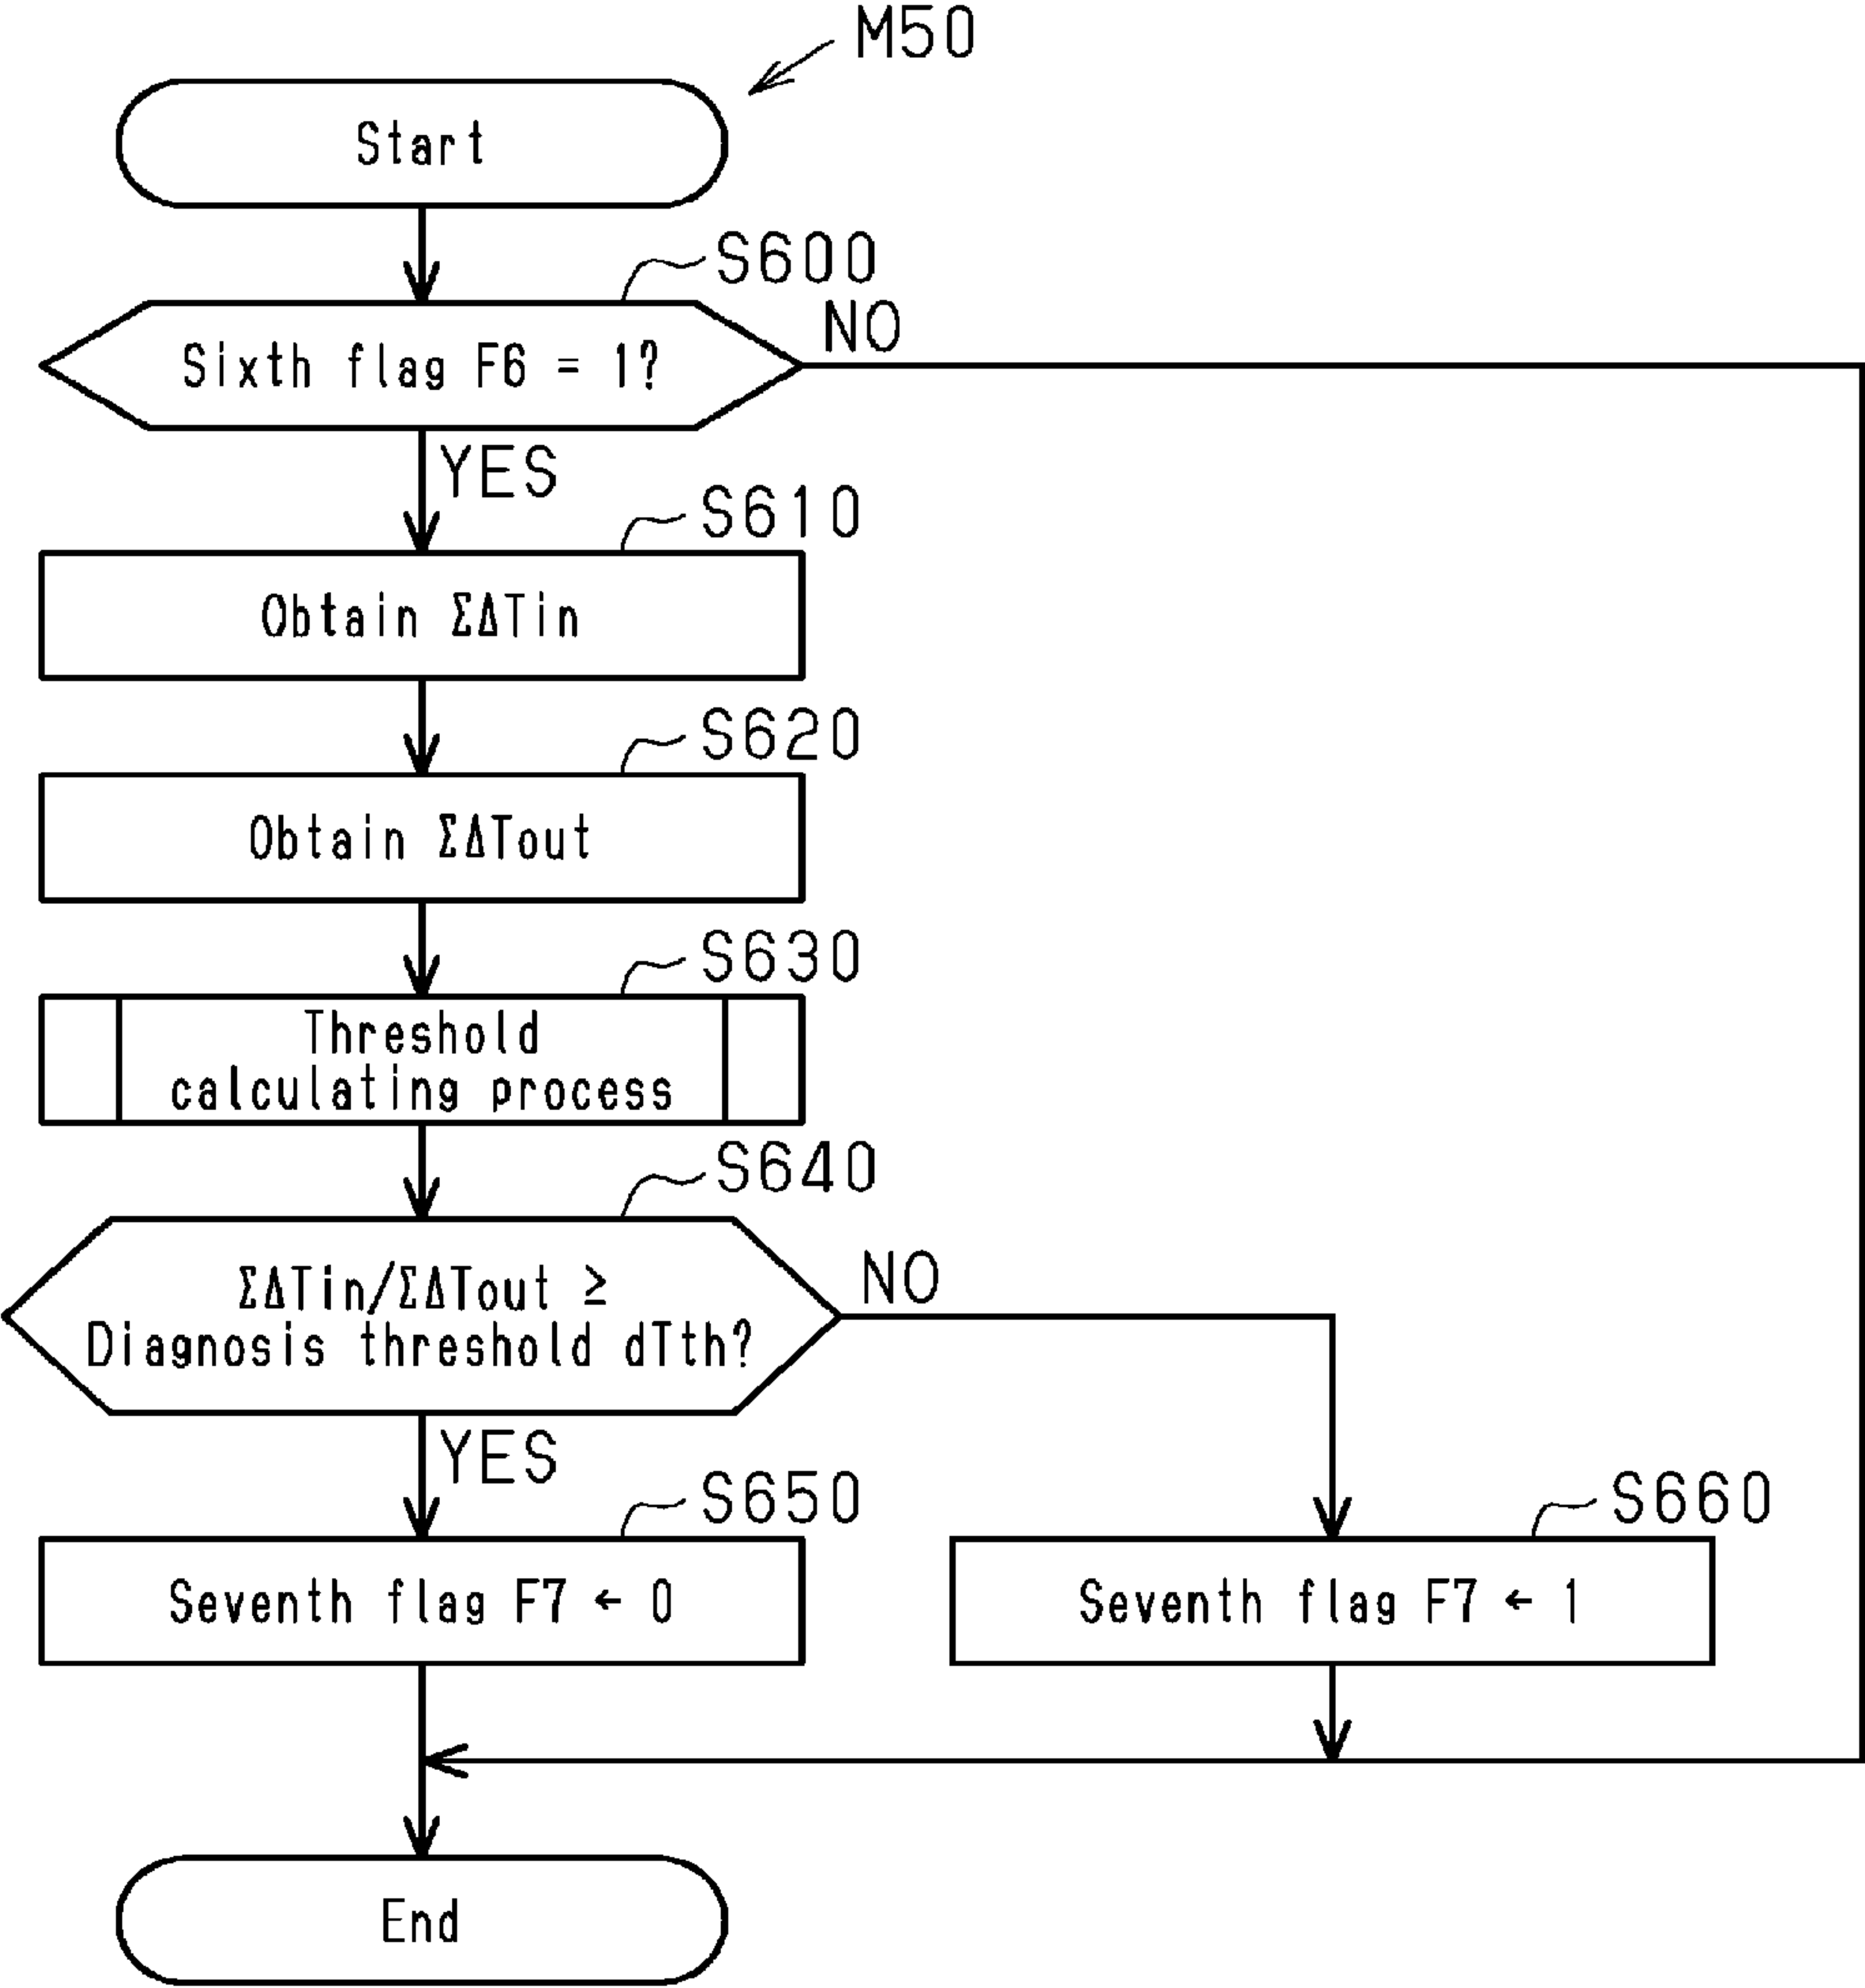 M50
Start
S600
Sixth flag F6 = 1?
NO
YES
S610
Obtain ΣΔTin
S620
Obtain ΣΔTout
S630
Threshold
calculating process
S640
ΣΔTin/ΣΔTout ≥
Diagnosis threshold dTth?
NO
YES
S650
Seventh flag F7 ← 0
S660
Seventh flag F7 ← 1
End